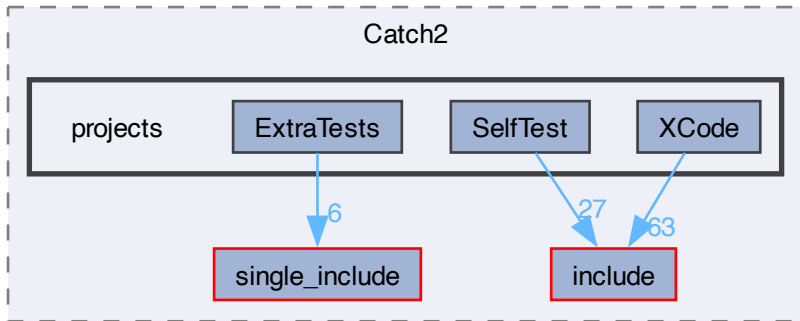 Catch2
projects
ExtraTests
SelfTest
XCode
6
27
63
single_include
include